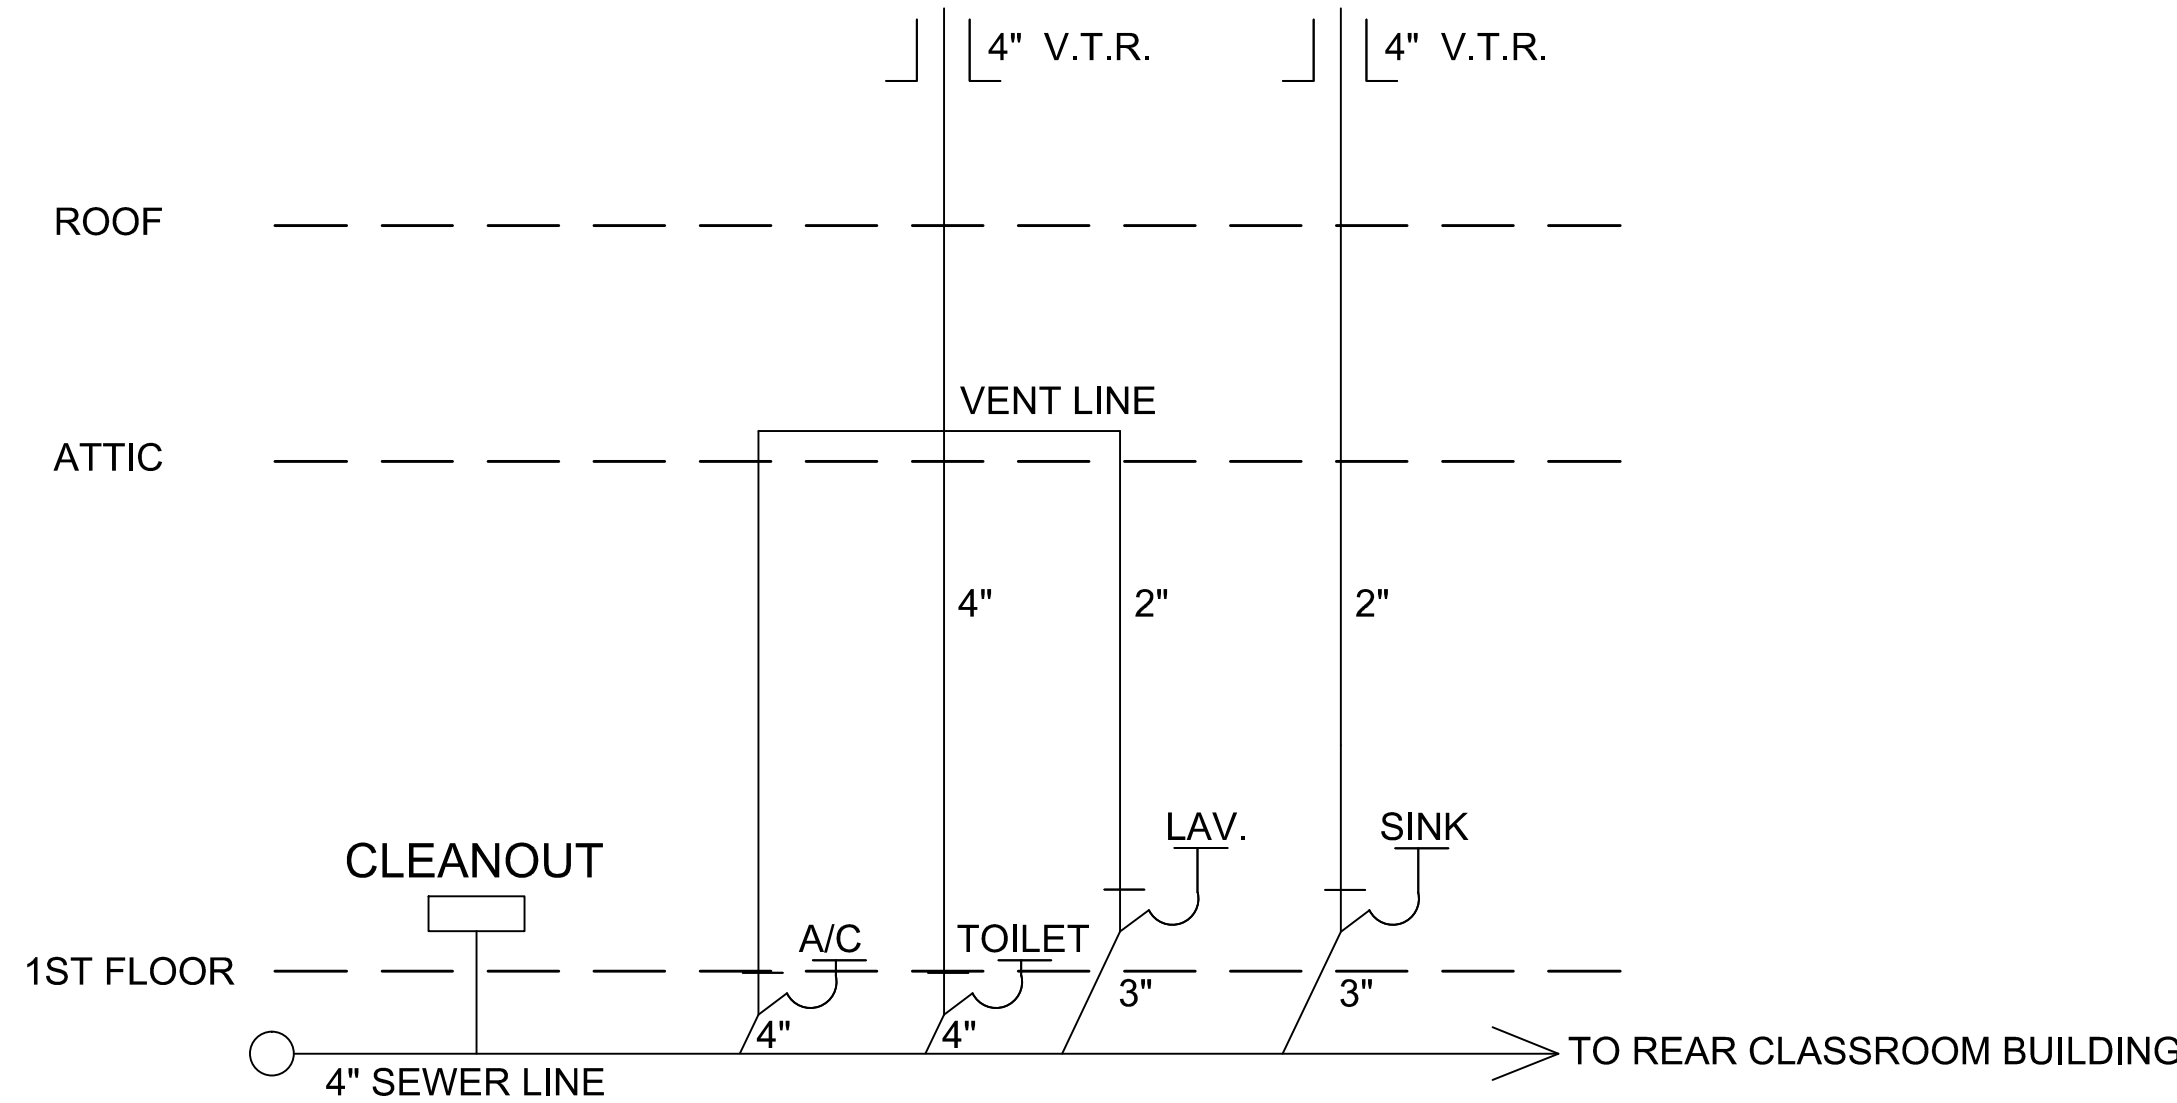 4" V.T.R.
4" V.T.R.
ROOF
VENT LINE
ATTIC
4"
2"
2"
LAV.
SINK
CLEANOUT
A/C
TOILET
1ST FLOOR
3"
3"
4"
4"
TO REAR CLASSROOM BUILDING
4" SEWER LINE